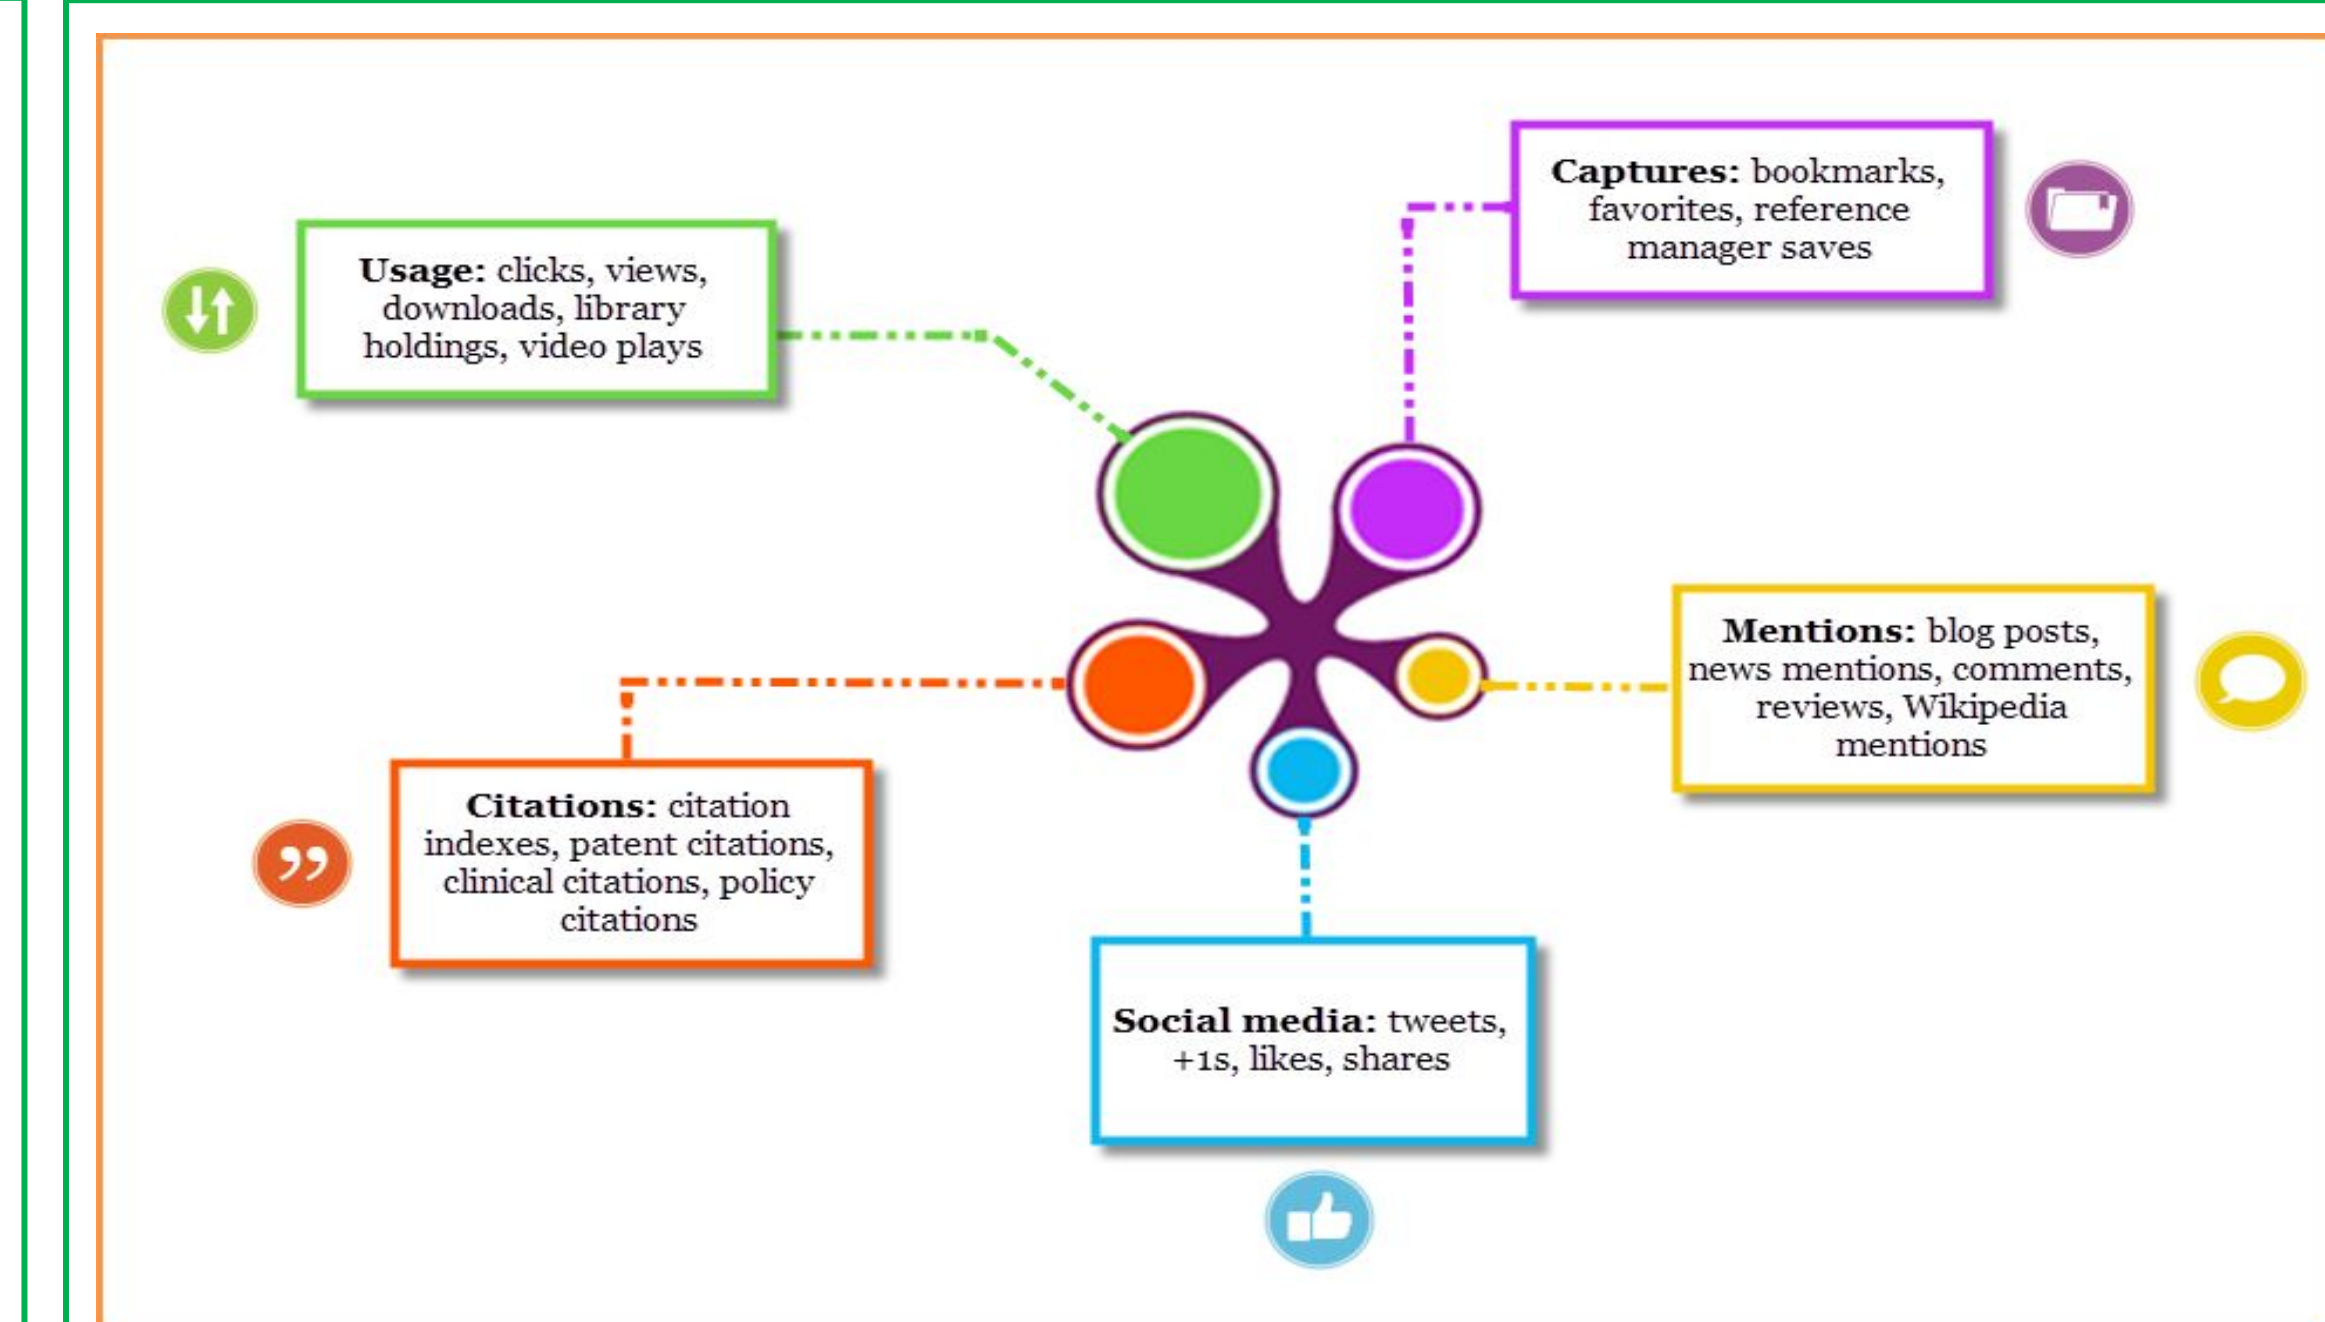 Captures: bookmarks,
favorites, reference
manager saves
Usage: clicks, views,
downloads, library
holdings, video plays
Mentions: blog posts,
news mentions, comments,
reviews, Wikipedia
mentions
Citations: citation
indexes, patent citations,
clinical citations, policy
citations
Social media: tweets,
+1s, likes, shares